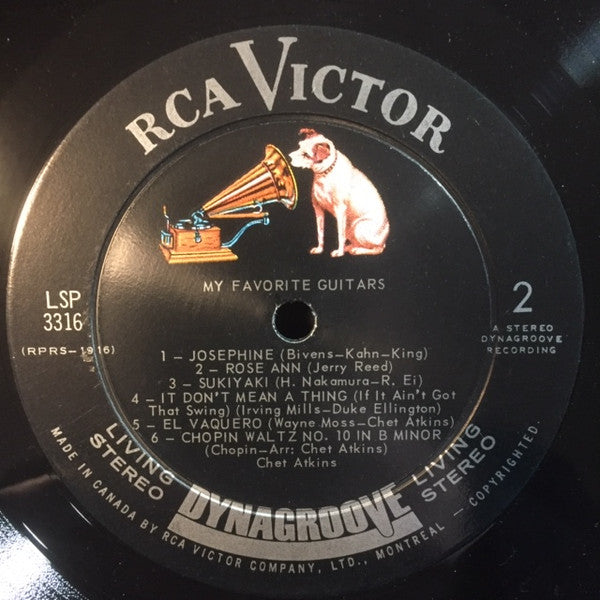 RCA VICTOR
MY FAVORITE GUITARS
LSP
3316
(RPRS-1916)
2
A STEREO
DYNAGROOVE
RECORDING
1 – JOSEPHINE (Bivens–Kahn–King)
2 – ROSE ANN (Jerry Reed)
3 – SUKIYAKI (H. Nakamura–R. Ei)
4 – IT DON'T MEAN A THING (If It Ain't Got
That Swing) (Irving Mills–Duke Ellington)
5 – EL VAQUERO (Wayne Moss–Chet Atkins)
6 – CHOPIN WALTZ NO. 10 IN B MINOR
(Chopin–Arr: Chet Atkins)
Chet Atkins
LIVING
STEREO
DYNAGROOVE
LIVING
STEREO
MADE IN CANADA BY RCA VICTOR COMPANY, LTD., MONTREAL – COPYRIGHTED.